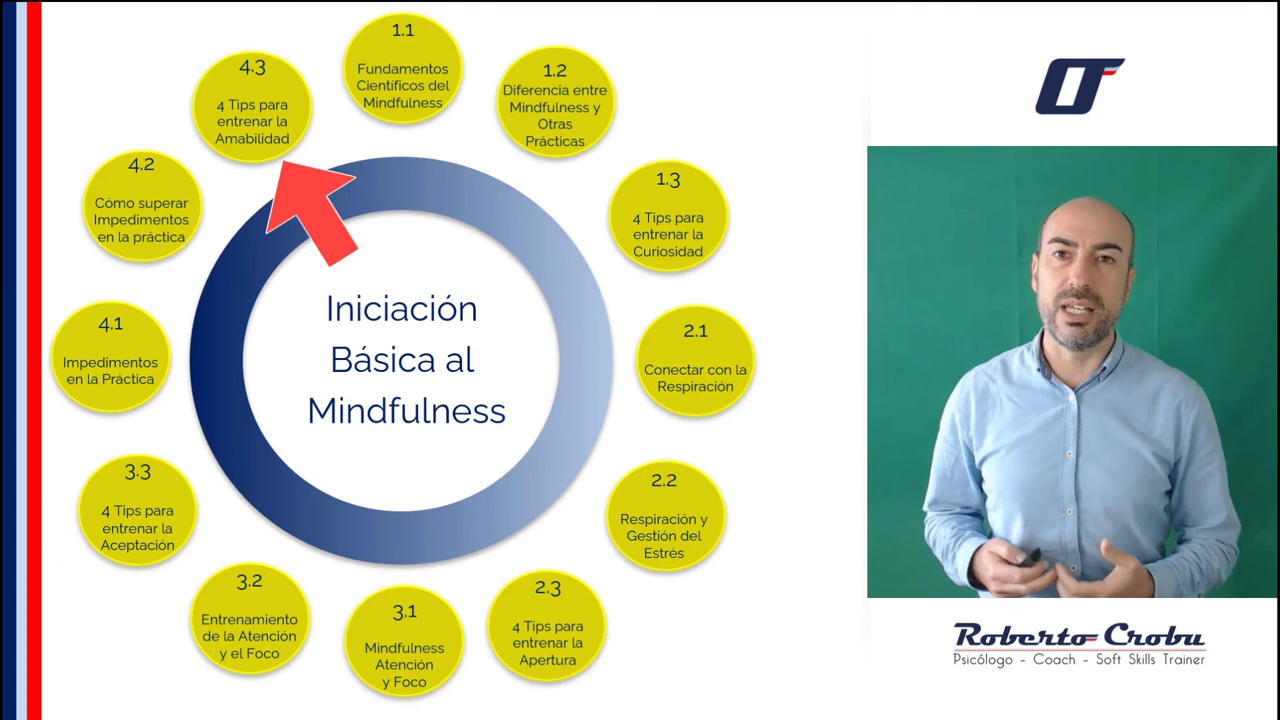 1.1
Fundamentos
Científicos del
Mindfulness
1.2
Diferencia entre
Mindfulness y
Otras
Prácticas
1.3
4 Tips para
entrenar la
Curiosidad
2.1
Conectar con la
Respiración
2.2
Respiración y
Gestión del
Estrés
2.3
4 Tips para
entrenar la
Apertura
3.1
Mindfulness
Atención
y Foco
3.2
Entrenamiento
de la Atención
y el Foco
3.3
4 Tips para
entrenar la
Aceptación
4.1
Impedimentos
en la Práctica
4.2
Cómo superar
Impedimentos
en la práctica
4.3
4 Tips para
entrenar la
Amabilidad
Iniciación
Básica al
Mindfulness
Roberto Crobu
Psicólogo - Coach - Soft Skills Trainer